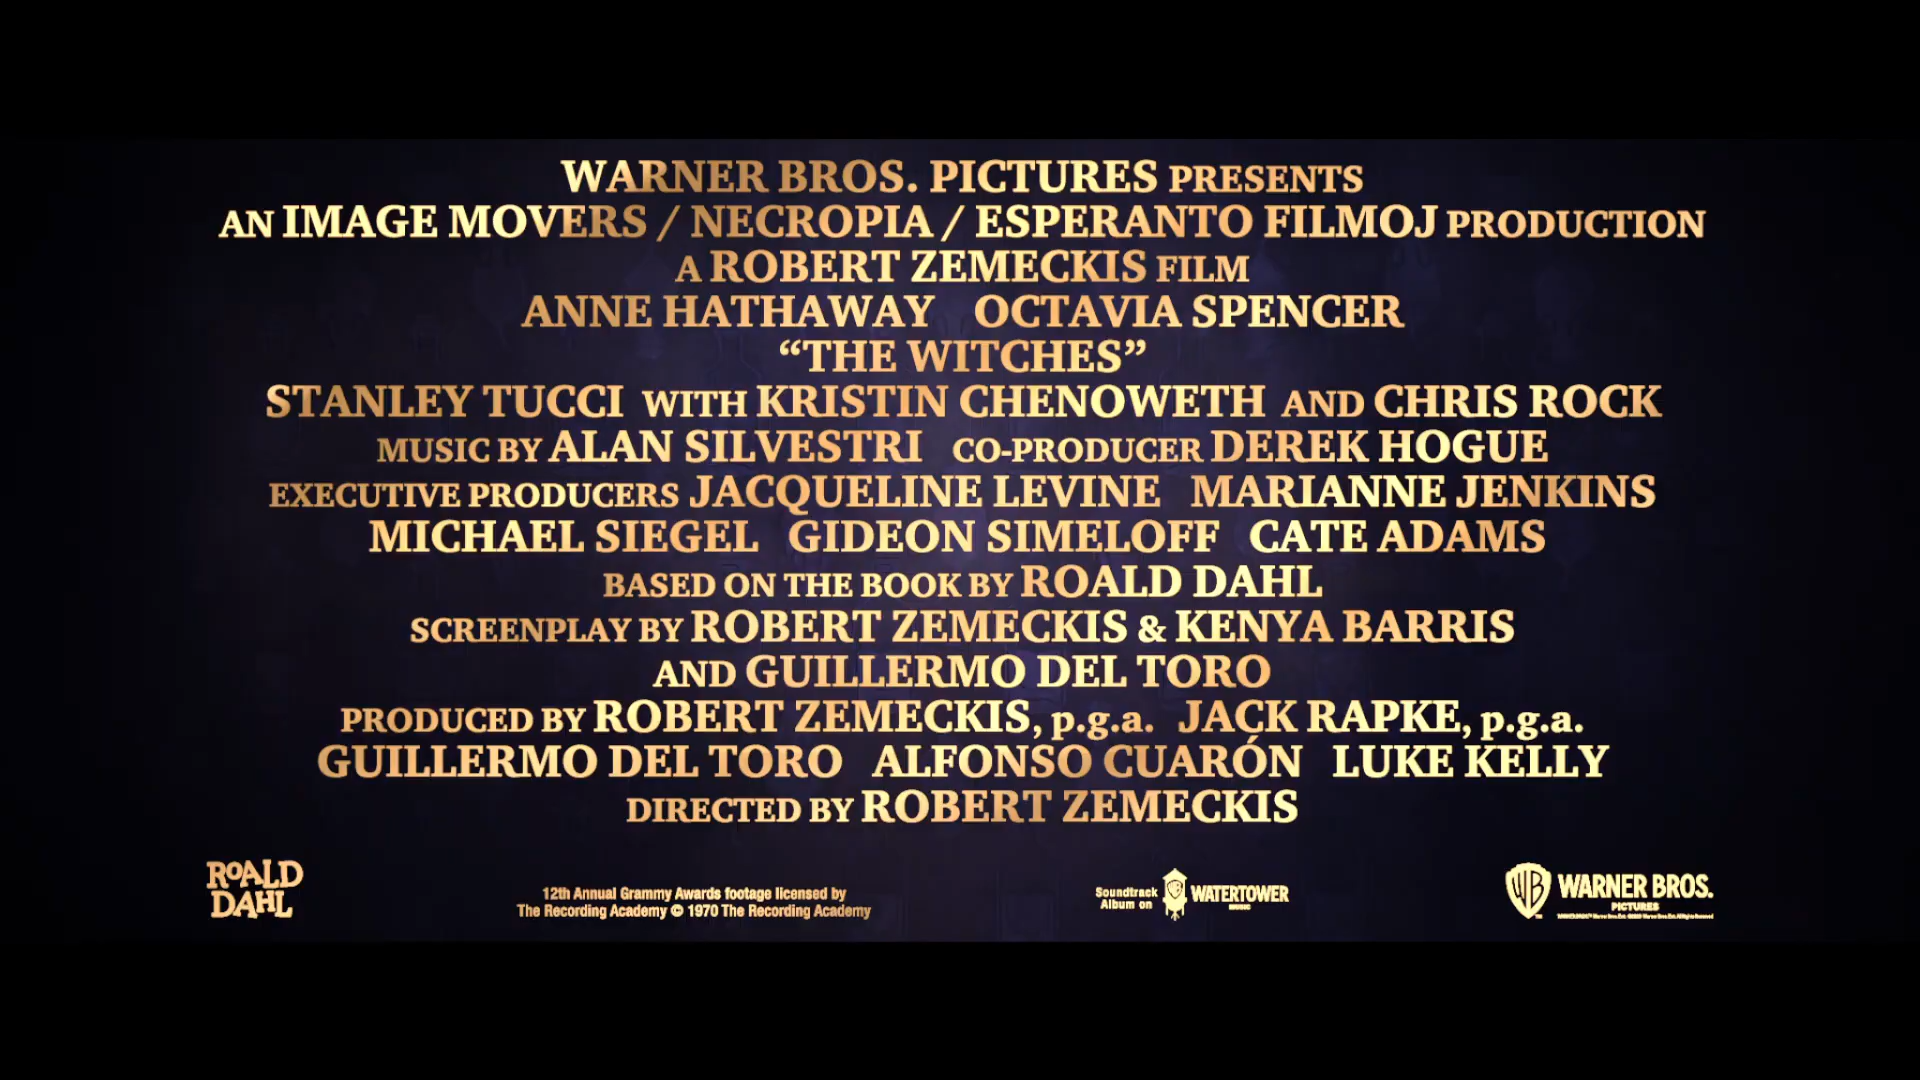 WARNER BROS. PICTURES PRESENTS
AN IMAGE MOVERS / NECROPIA / ESPERANTO FILMOJ PRODUCTION
A ROBERT ZEMECKIS FILM
ANNE HATHAWAY OCTAVIA SPENCER
“THE WITCHES”
STANLEY TUCCI WITH KRISTIN CHENOWETH AND CHRIS ROCK
MUSIC BY ALAN SILVESTRI CO-PRODUCER DEREK HOGUE
EXECUTIVE PRODUCERS JACQUELINE LEVINE MARIANNE JENKINS
MICHAEL SIEGEL GIDEON SIMELOFF CATE ADAMS
BASED ON THE BOOK BY ROALD DAHL
SCREENPLAY BY ROBERT ZEMECKIS & KENYA BARRIS
AND GUILLERMO DEL TORO
PRODUCED BY ROBERT ZEMECKIS, p.g.a. JACK RAPKE, p.g.a.
GUILLERMO DEL TORO ALFONSO CUARÓN LUKE KELLY
DIRECTED BY ROBERT ZEMECKIS
ROALD
DAHL
12th Annual Grammy Awards footage licensed by
The Recording Academy © 1970 The Recording Academy
Soundtrack
Album on
WATERTOWER
MUSIC
WB
WARNER BROS.
PICTURES